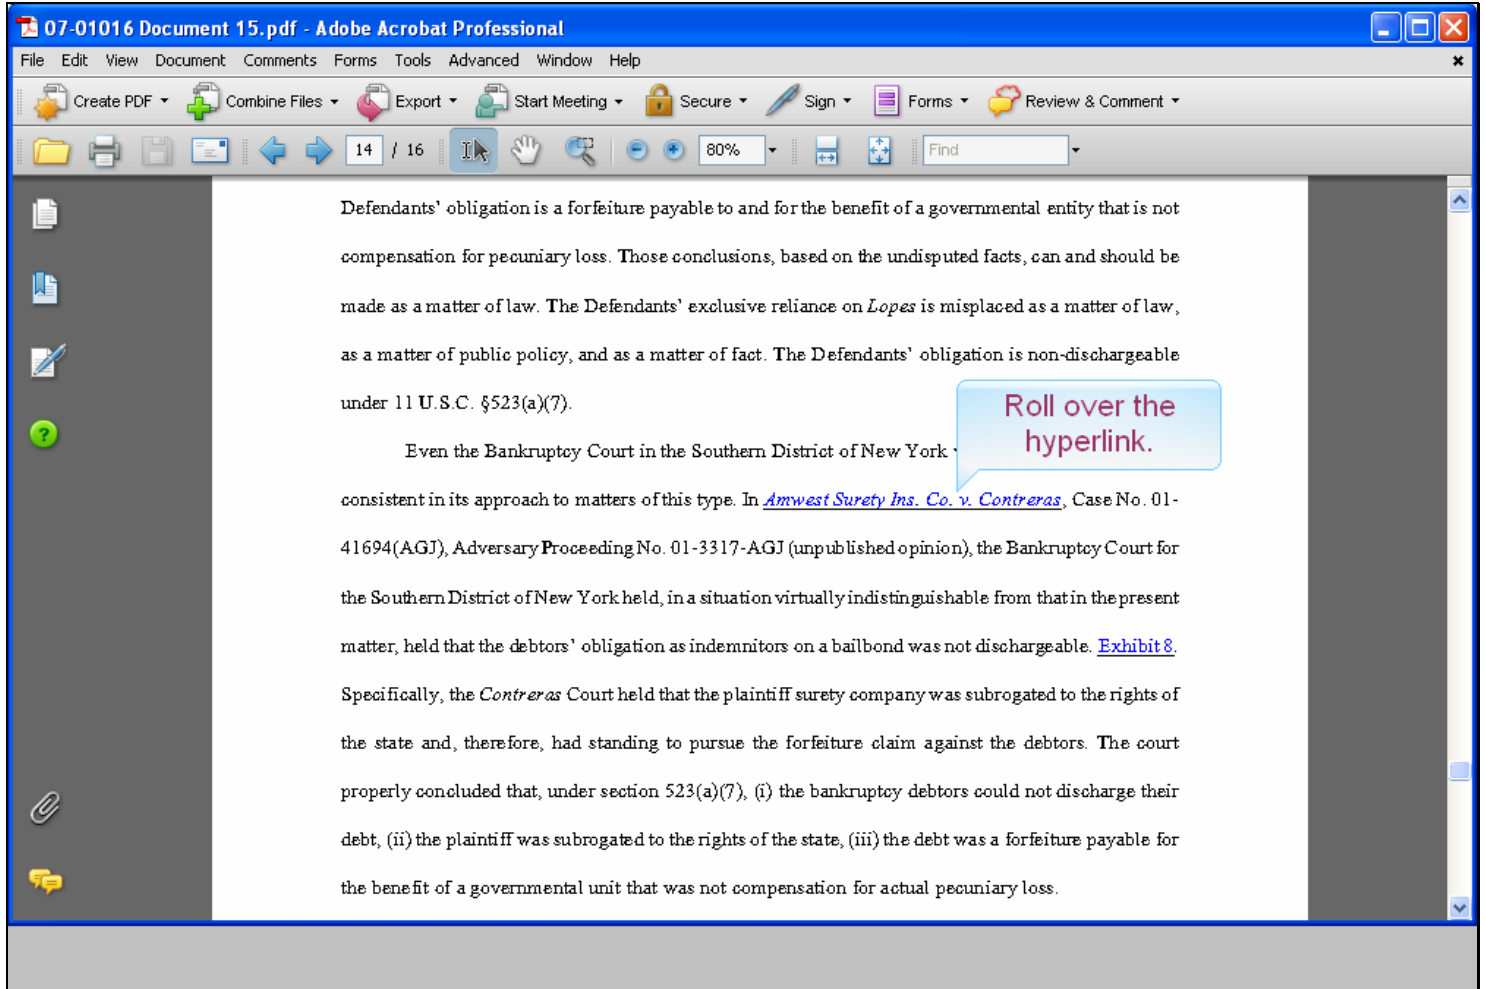 07-01016 Document 15.pdf - Adobe Acrobat Professional
File Edit View Document Comments Forms Tools Advanced Window Help
Create PDF Combine Files Export Start Meeting Secure Sign Forms Review & Comment
14 / 16 80% Find
Defendants' obligation is a forfeiture payable to and for the benefit of a governmental entity that is not
compensation for pecuniary loss. Those conclusions, based on the undisputed facts, can and should be
made as a matter of law. The Defendants' exclusive reliance on Lopes is misplaced as a matter of law,
as a matter of public policy, and as a matter of fact. The Defendants' obligation is non-dischargeable
under 11 U.S.C. §523(a)(7).
Roll over the
hyperlink.
Even the Bankruptcy Court in the Southern District of New York
consistent in its approach to matters of this type. In Amwest Surety Ins. Co. v. Contreras, Case No. 01-
41694(AGJ), Adversary Proceeding No. 01-3317-AGJ (unpublished opinion), the Bankruptcy Court for
the Southern District of New York held, in a situation virtually indistinguishable from that in the present
matter, held that the debtors' obligation as indemnitors on a bailbond was not dischargeable. Exhibit 8.
Specifically, the Contreras Court held that the plaintiff surety company was subrogated to the rights of
the state and, therefore, had standing to pursue the forfeiture claim against the debtors. The court
properly concluded that, under section 523(a)(7), (i) the bankruptcy debtors could not discharge their
debt, (ii) the plaintiff was subrogated to the rights of the state, (iii) the debt was a forfeiture payable for
the benefit of a governmental unit that was not compensation for actual pecuniary loss.